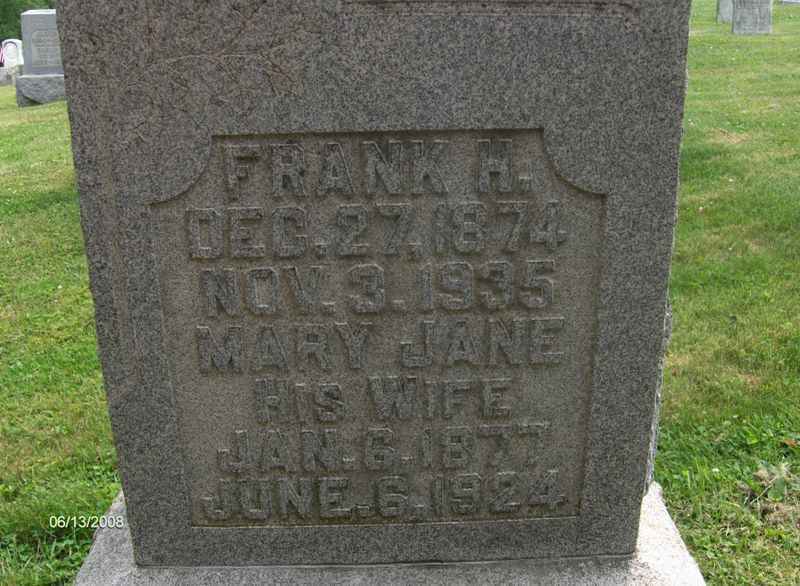 FRANK H.
DEC. 27, 1874
NOV. 3. 1935
MARY JANE
HIS WIFE
JAN. 6. 1877
JUNE. 6. 1924
06/13/2008